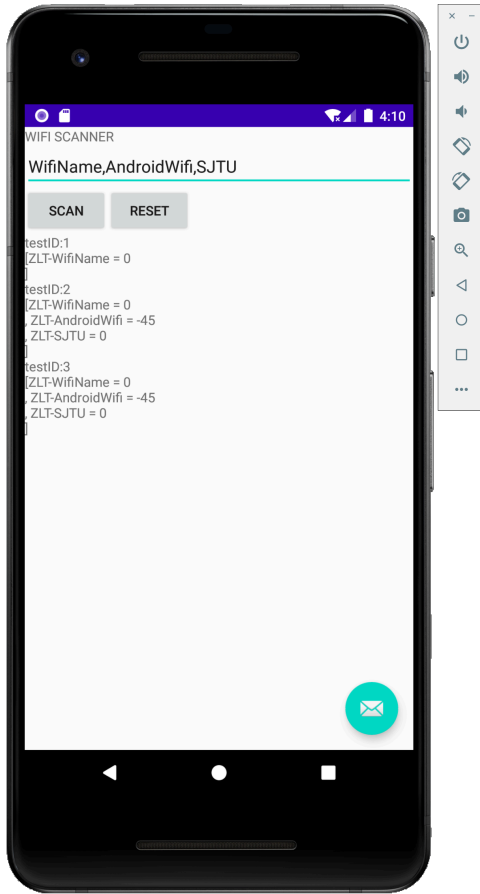 4:10
WIFI SCANNER
WifiName,AndroidWifi,SJTU
SCAN RESET
testID:1
[ZLT-WifiName = 0
]
testID:2
[ZLT-WifiName = 0
, ZLT-AndroidWifi = -45
, ZLT-SJTU = 0
]
testID:3
[ZLT-WifiName = 0
, ZLT-AndroidWifi = -45
, ZLT-SJTU = 0
]